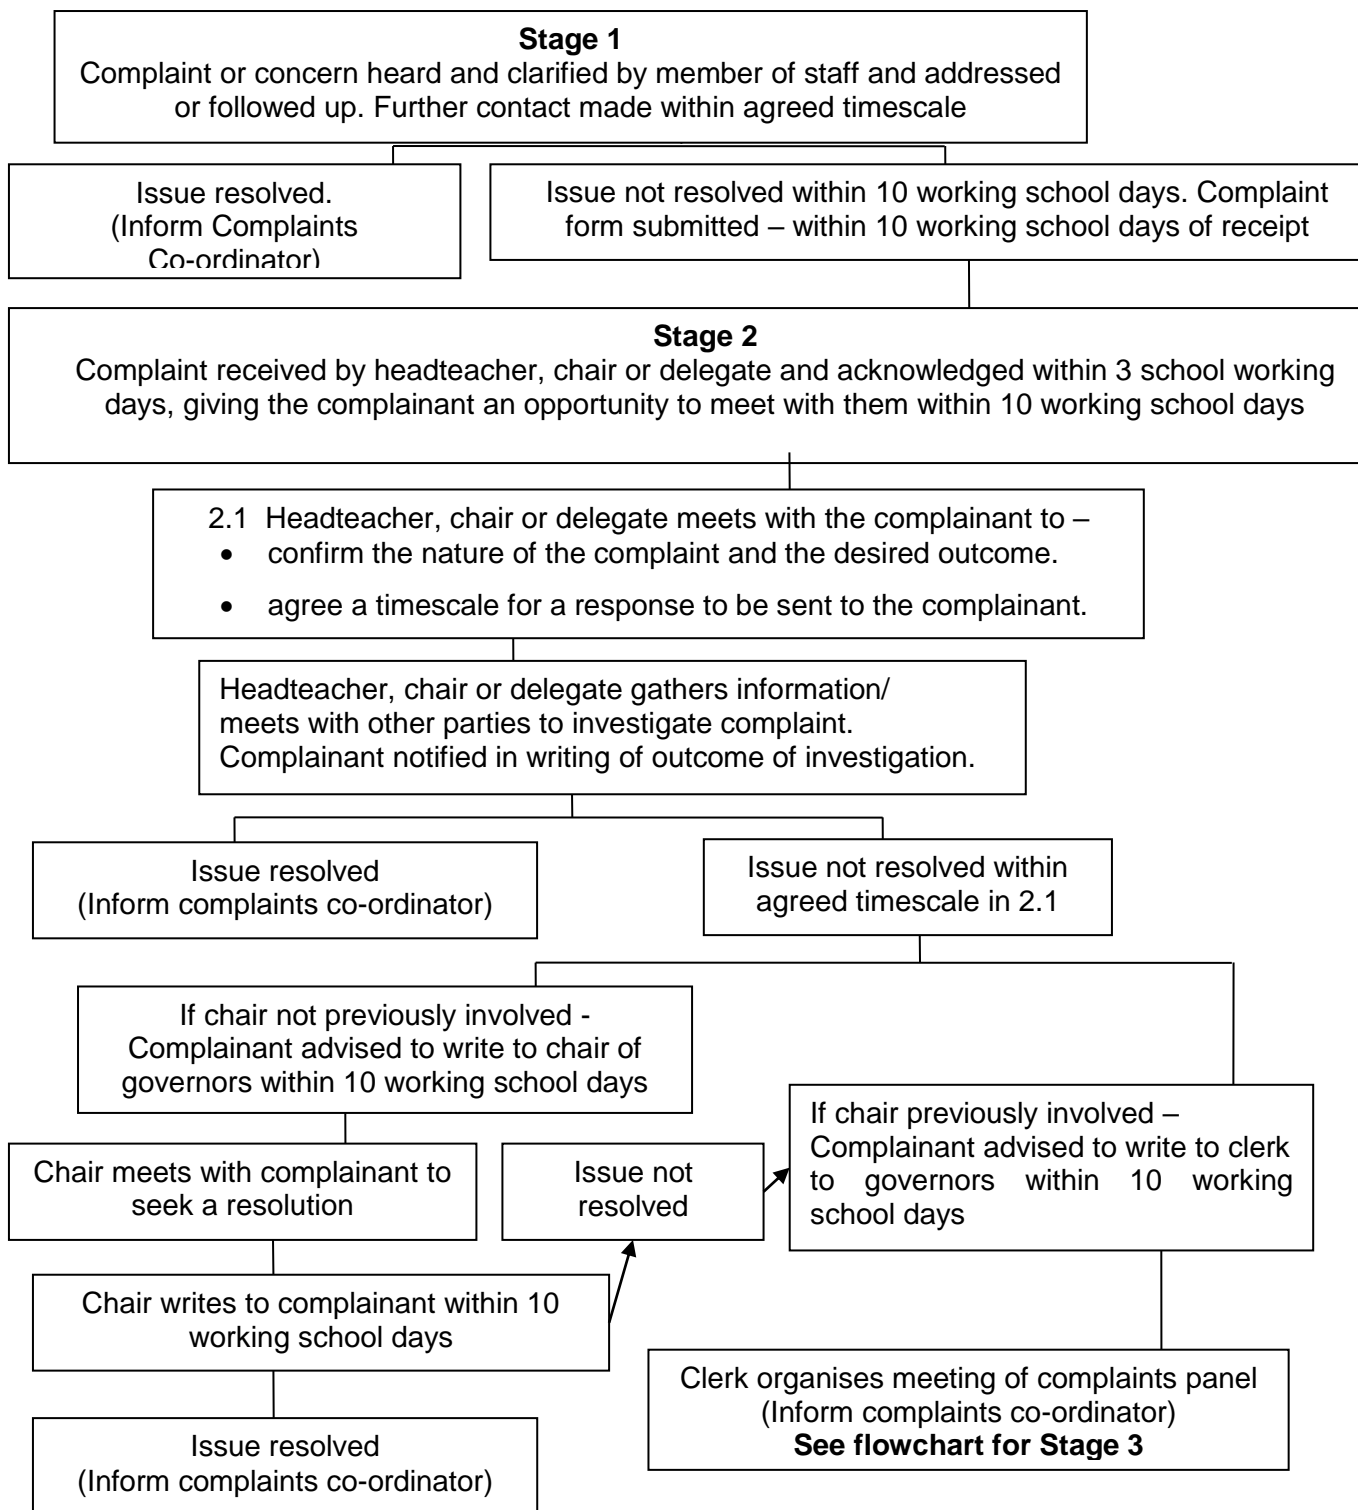 Stage 1
Complaint or concern heard and clarified by member of staff and addressed
or followed up. Further contact made within agreed timescale
Issue resolved.
(Inform Complaints
Co-ordinator)
Issue not resolved within 10 working school days. Complaint
form submitted – within 10 working school days of receipt
Stage 2
Complaint received by headteacher, chair or delegate and acknowledged within 3 school working
days, giving the complainant an opportunity to meet with them within 10 working school days
2.1 Headteacher, chair or delegate meets with the complainant to –
• confirm the nature of the complaint and the desired outcome.
• agree a timescale for a response to be sent to the complainant.
Headteacher, chair or delegate gathers information/
meets with other parties to investigate complaint.
Complainant notified in writing of outcome of investigation.
Issue resolved
(Inform complaints co-ordinator)
Issue not resolved within
agreed timescale in 2.1
If chair not previously involved -
Complainant advised to write to chair of
governors within 10 working school days
If chair previously involved –
Complainant advised to write to clerk
to governors within 10 working
school days
Chair meets with complainant to
seek a resolution
Issue not
resolved
Chair writes to complainant within 10
working school days
Clerk organises meeting of complaints panel
(Inform complaints co-ordinator)
See flowchart for Stage 3
Issue resolved
(Inform complaints co-ordinator)